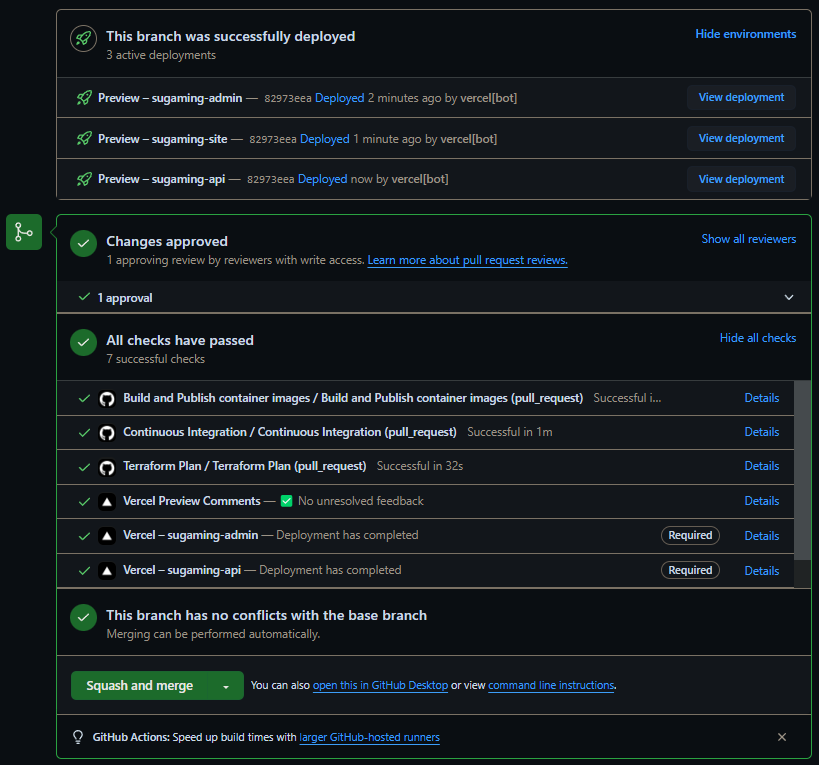 This branch was successfully deployed
Hide environments
3 active deployments
Preview – sugaming-admin — 82973eea Deployed 2 minutes ago by vercel[bot]
View deployment
Preview – sugaming-site — 82973eea Deployed 1 minute ago by vercel[bot]
View deployment
Preview – sugaming-api — 82973eea Deployed now by vercel[bot]
View deployment
Changes approved
Show all reviewers
1 approving review by reviewers with write access. Learn more about pull request reviews.
1 approval
All checks have passed
Hide all checks
7 successful checks
Build and Publish container images / Build and Publish container images (pull_request) Successful i... Details
Continuous Integration / Continuous Integration (pull_request) Successful in 1m Details
Terraform Plan / Terraform Plan (pull_request) Successful in 32s Details
Vercel Preview Comments — ✅ No unresolved feedback Details
Vercel – sugaming-admin — Deployment has completed Required Details
Vercel – sugaming-api — Deployment has completed Required Details
This branch has no conflicts with the base branch
Merging can be performed automatically.
Squash and merge
You can also open this in GitHub Desktop or view command line instructions.
GitHub Actions: Speed up build times with larger GitHub-hosted runners